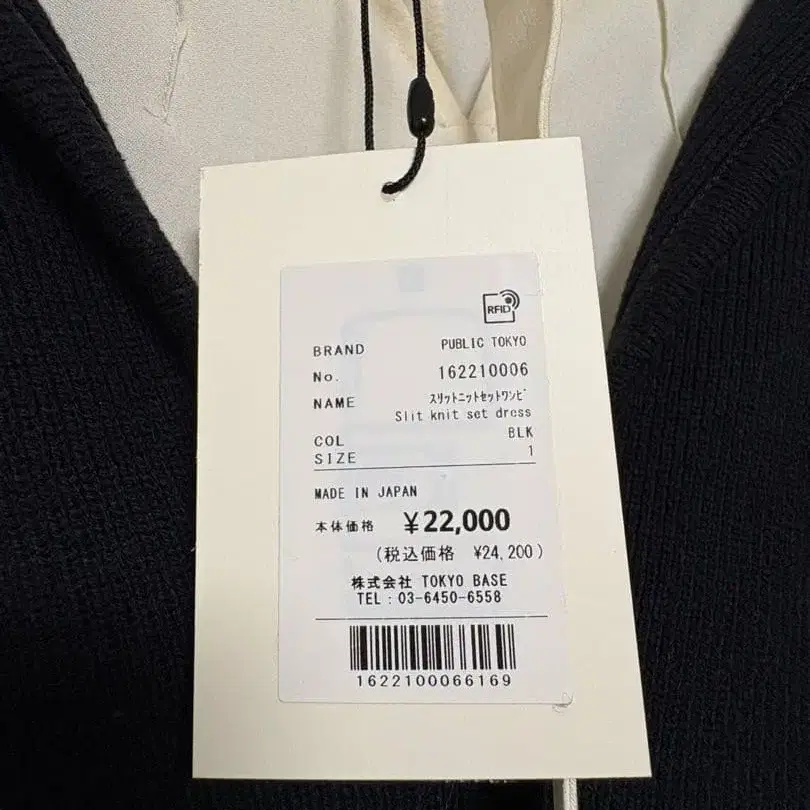 RFID
BRAND PUBLIC TOKYO
No. 162210006
NAME ｽﾘｯﾄﾆｯﾄｾｯﾄﾜﾝﾋﾟ
Slit knit set dress
COL BLK
SIZE 1
MADE IN JAPAN
本体価格 ¥22,000
(税込価格 ¥24,200)
株式会社 TOKYO BASE
TEL：03-6450-6558
1622100066169